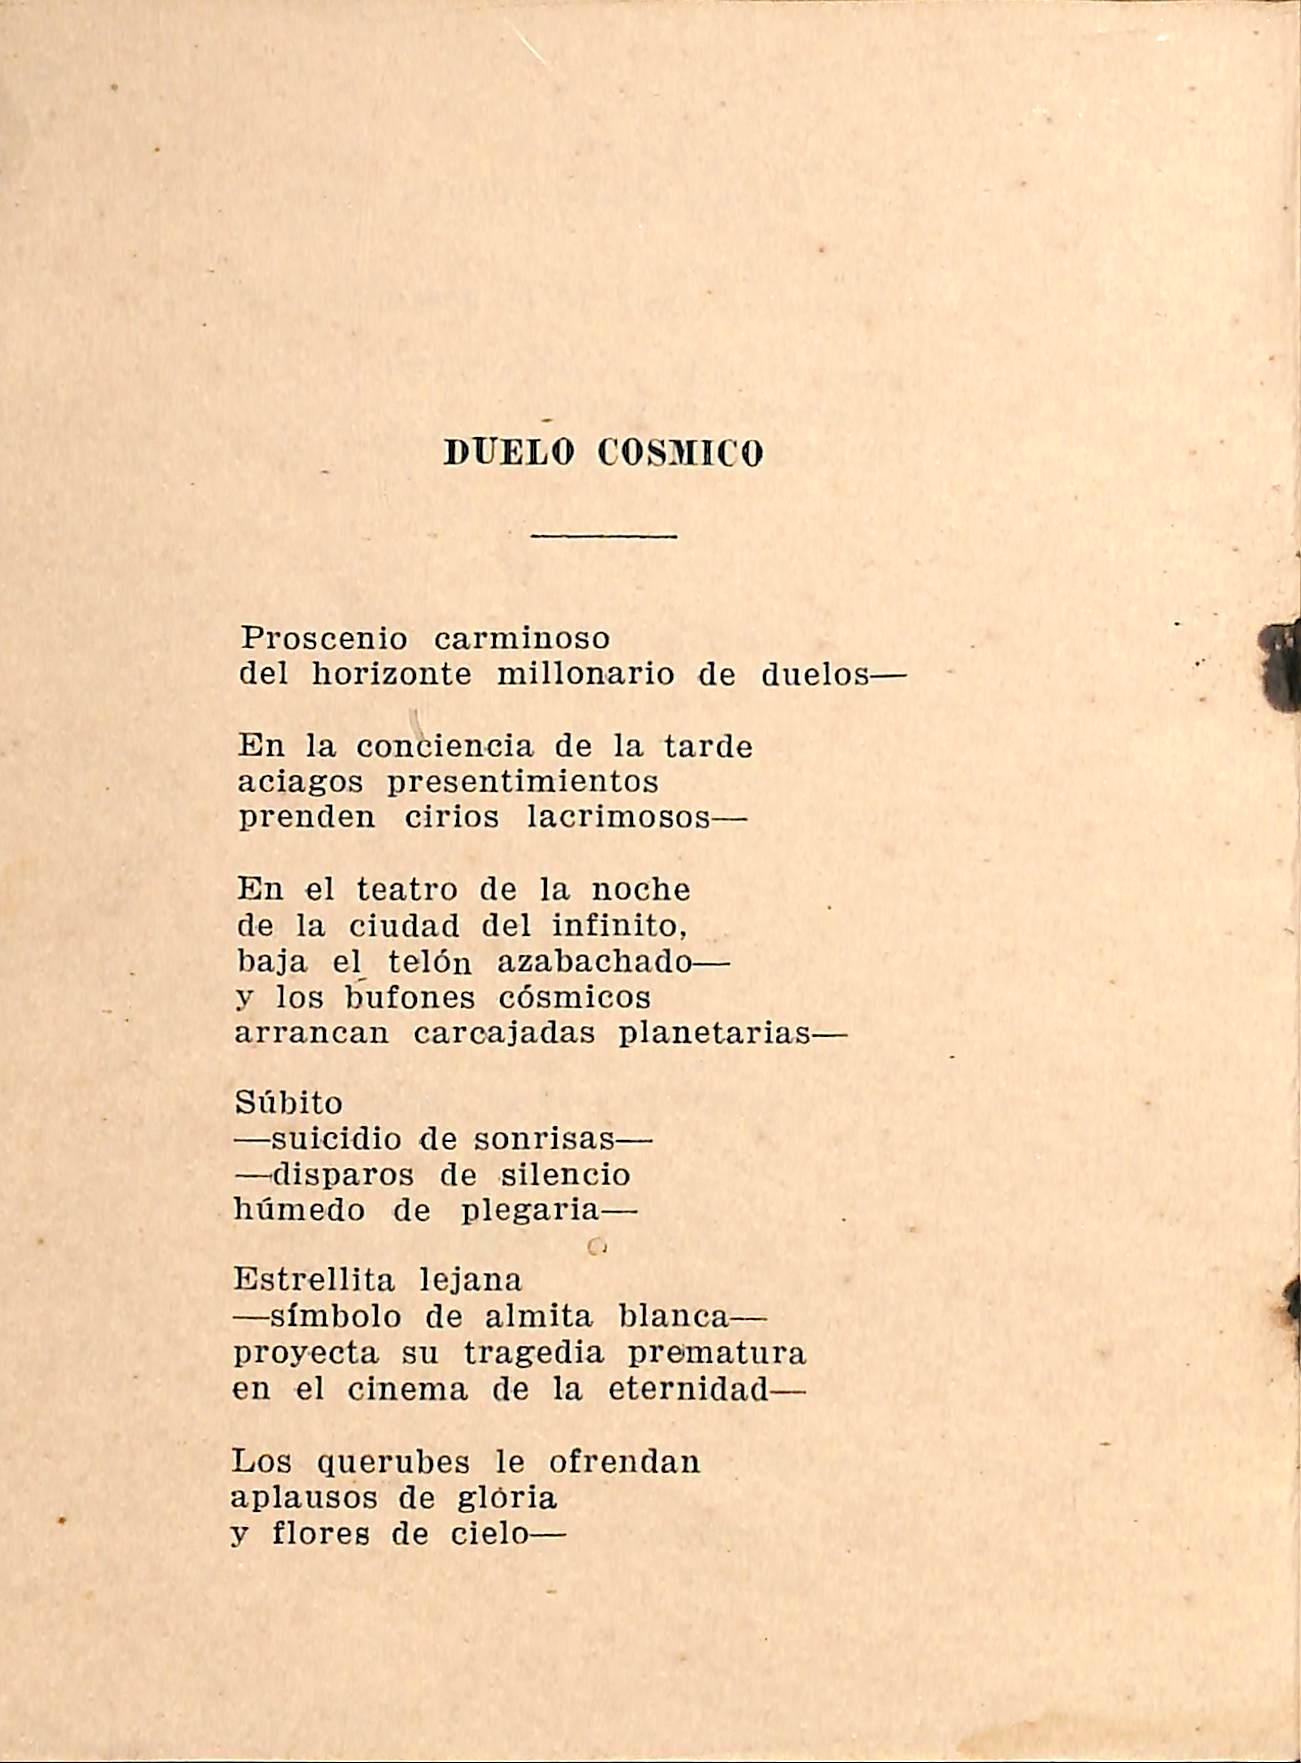 DUELO COSMICO
Proscenio carminoso
del horizonte millonario de duelos—
En la conciencia de la tarde
aciagos presentimientos
prenden cirios lacrimosos—
En el teatro de la noche
de la ciudad del infinito,
baja el telón azabachado—
y los bufones cósmicos
arrancan carcajadas planetarias—
Súbito
—suicidio de sonrisas—
—disparos de silencio
húmedo de plegaria—
Estrellita lejana
—símbolo de almita blanca—
proyecta su tragedia prematura
en el cinema de la eternidad—
Los querubes le ofrendan
aplausos de gloria
y flores de cielo—